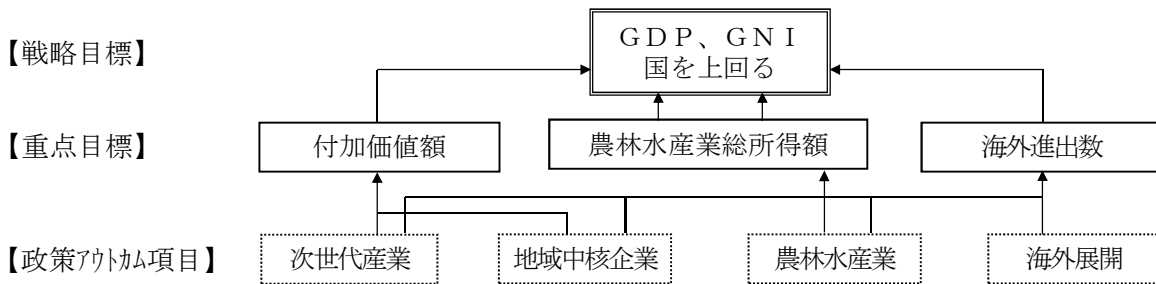 【戦略目標】
ＧＤＰ、ＧＮＩ
国を上回る
【重点目標】
付加価値額
農林水産業総所得額
海外進出数
【政策ｱｳﾄｶﾑ項目】
次世代産業
地域中核企業
農林水産業
海外展開